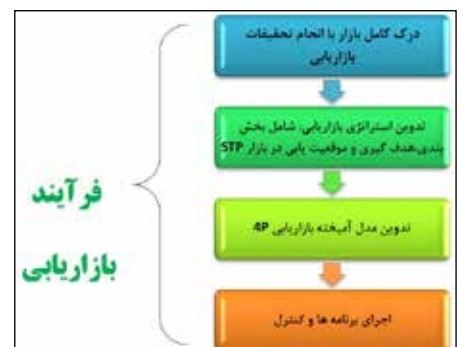 درک کامل بازار با انجام تحقیقات
بازاریابی
تدوین استراتژی بازاریابی: شامل بخش
بندی،هدف گیری و موقعیت یابی در بازار STP
تدوین مدل آمیخته بازاریابی 4P
اجرای برنامه ها و کنترل
فرآیند
بازاریابی